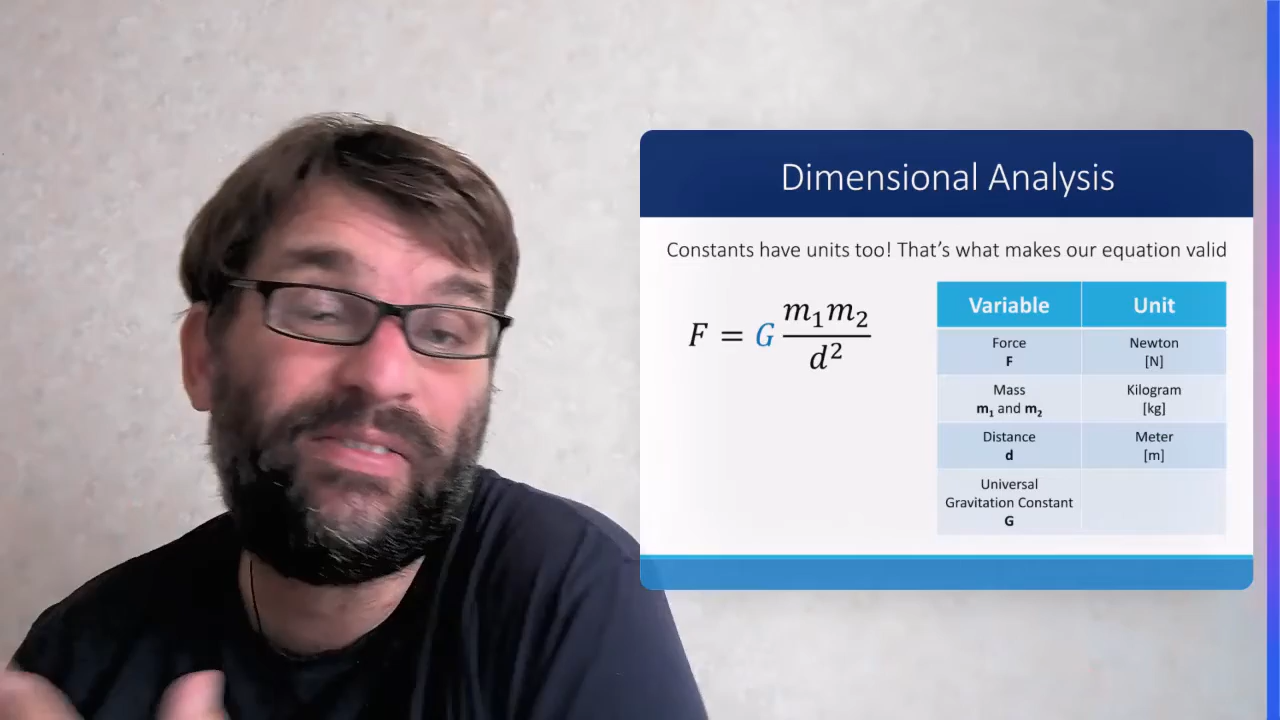 Dimensional Analysis
Constants have units too! That's what makes our equation valid
F = G m₁m₂ / d²
Variable Unit
Force Newton
F [N]
Mass Kilogram
m₁ and m₂ [kg]
Distance Meter
d [m]
Universal
Gravitation Constant
G